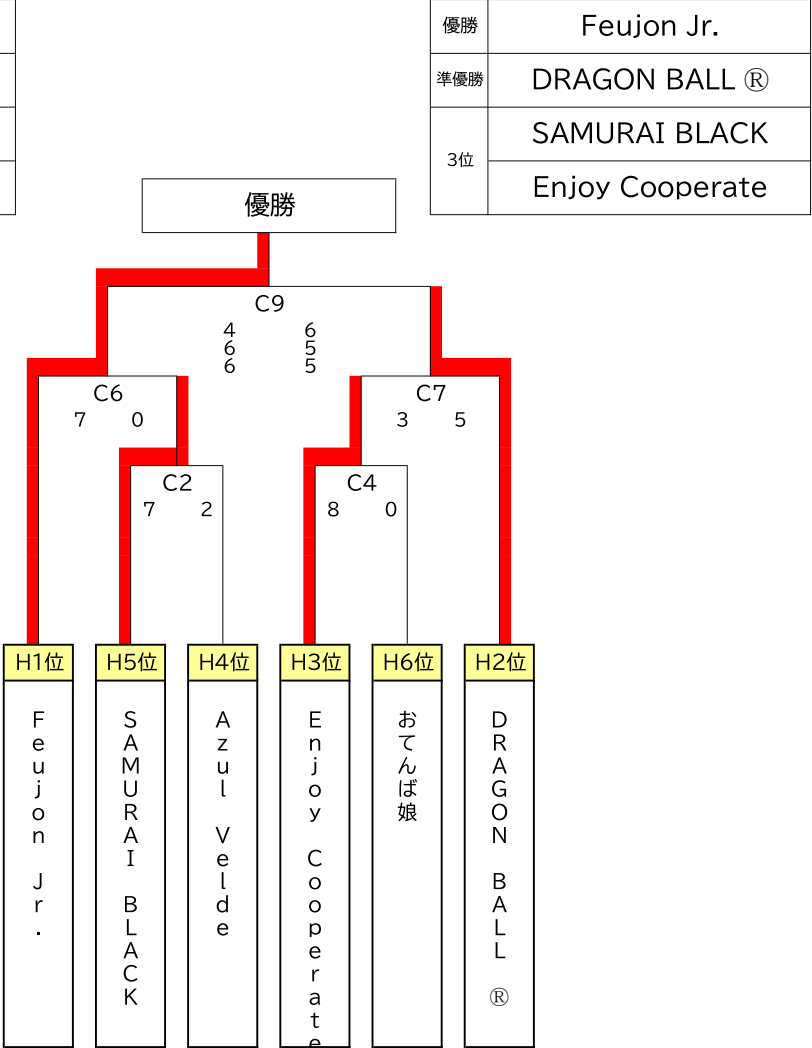 優勝 Feujon Jr.
準優勝 DRAGON BALL Ⓡ
3位 SAMURAI BLACK
Enjoy Cooperate
優勝
C9
4 6
6 5
6 5
C6 C7
7 0 3 5
C2 C4
7 2 8 0
H1位 H5位 H4位 H3位 H6位 H2位
Feujon Jr.
SAMURAI BLACK
Azul Velde
Enjoy Cooperate
おてんば娘
DRAGON BALL Ⓡ